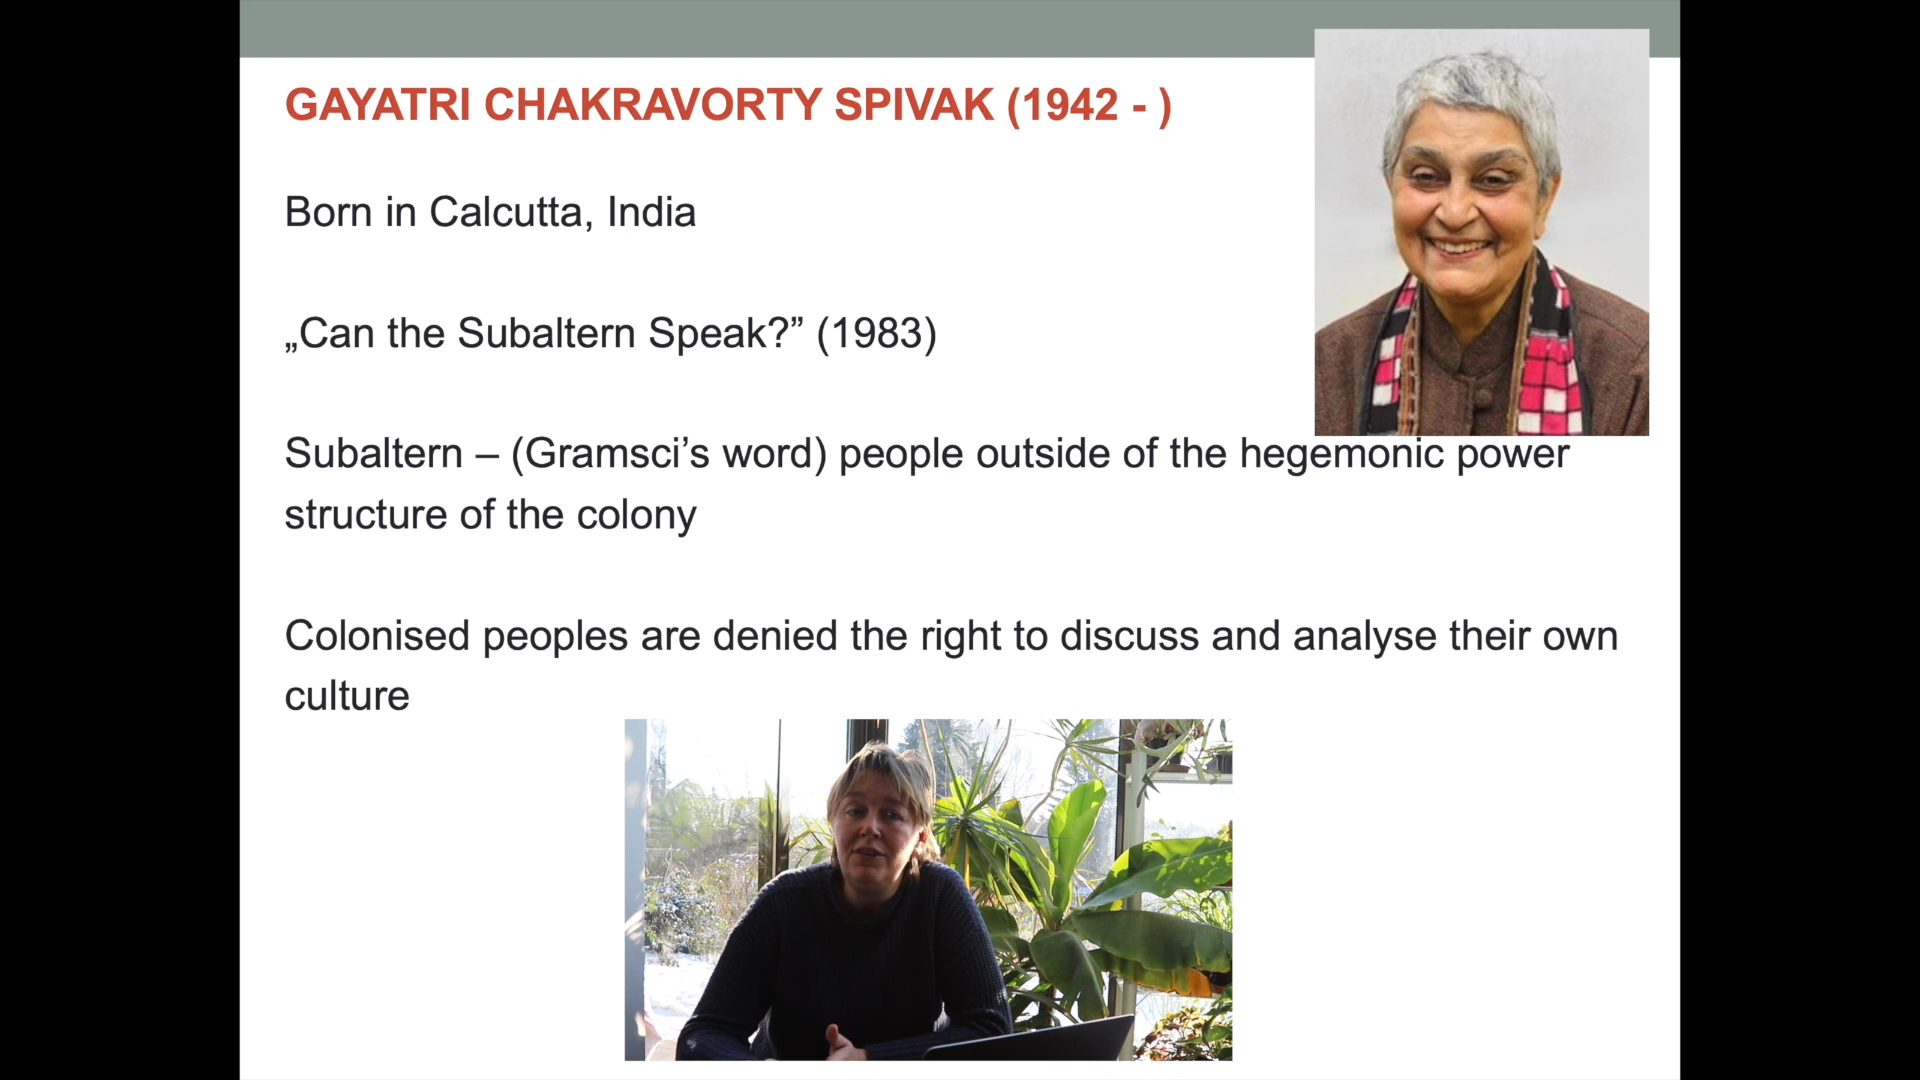 GAYATRI CHAKRAVORTY SPIVAK (1942 - )
Born in Calcutta, India
„Can the Subaltern Speak?” (1983)
Subaltern – (Gramsci’s word) people outside of the hegemonic power
structure of the colony
Colonised peoples are denied the right to discuss and analyse their own
culture